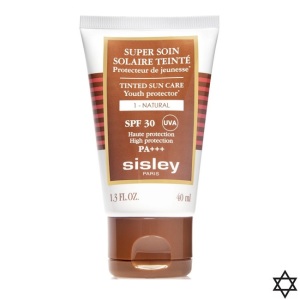 SUPER SOIN
SOLAIRE TEINTÉ
Protecteur de jeunesse*
TINTED SUN CARE
Youth protector*
1 - NATURAL
SPF 30 UVA
Haute protection
High protection
PA+++
sisley
PARIS
1.3 FL.OZ. 40 ml